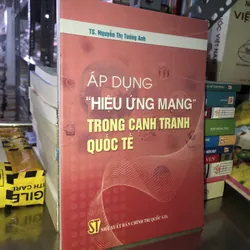 TS. Nguyễn Thị Tường Anh
ÁP DỤNG
"HIỆU ỨNG MẠNG"
TRONG CẠNH TRANH
QUỐC TẾ
ST NHÀ XUẤT BẢN CHÍNH TRỊ QUỐC GIA